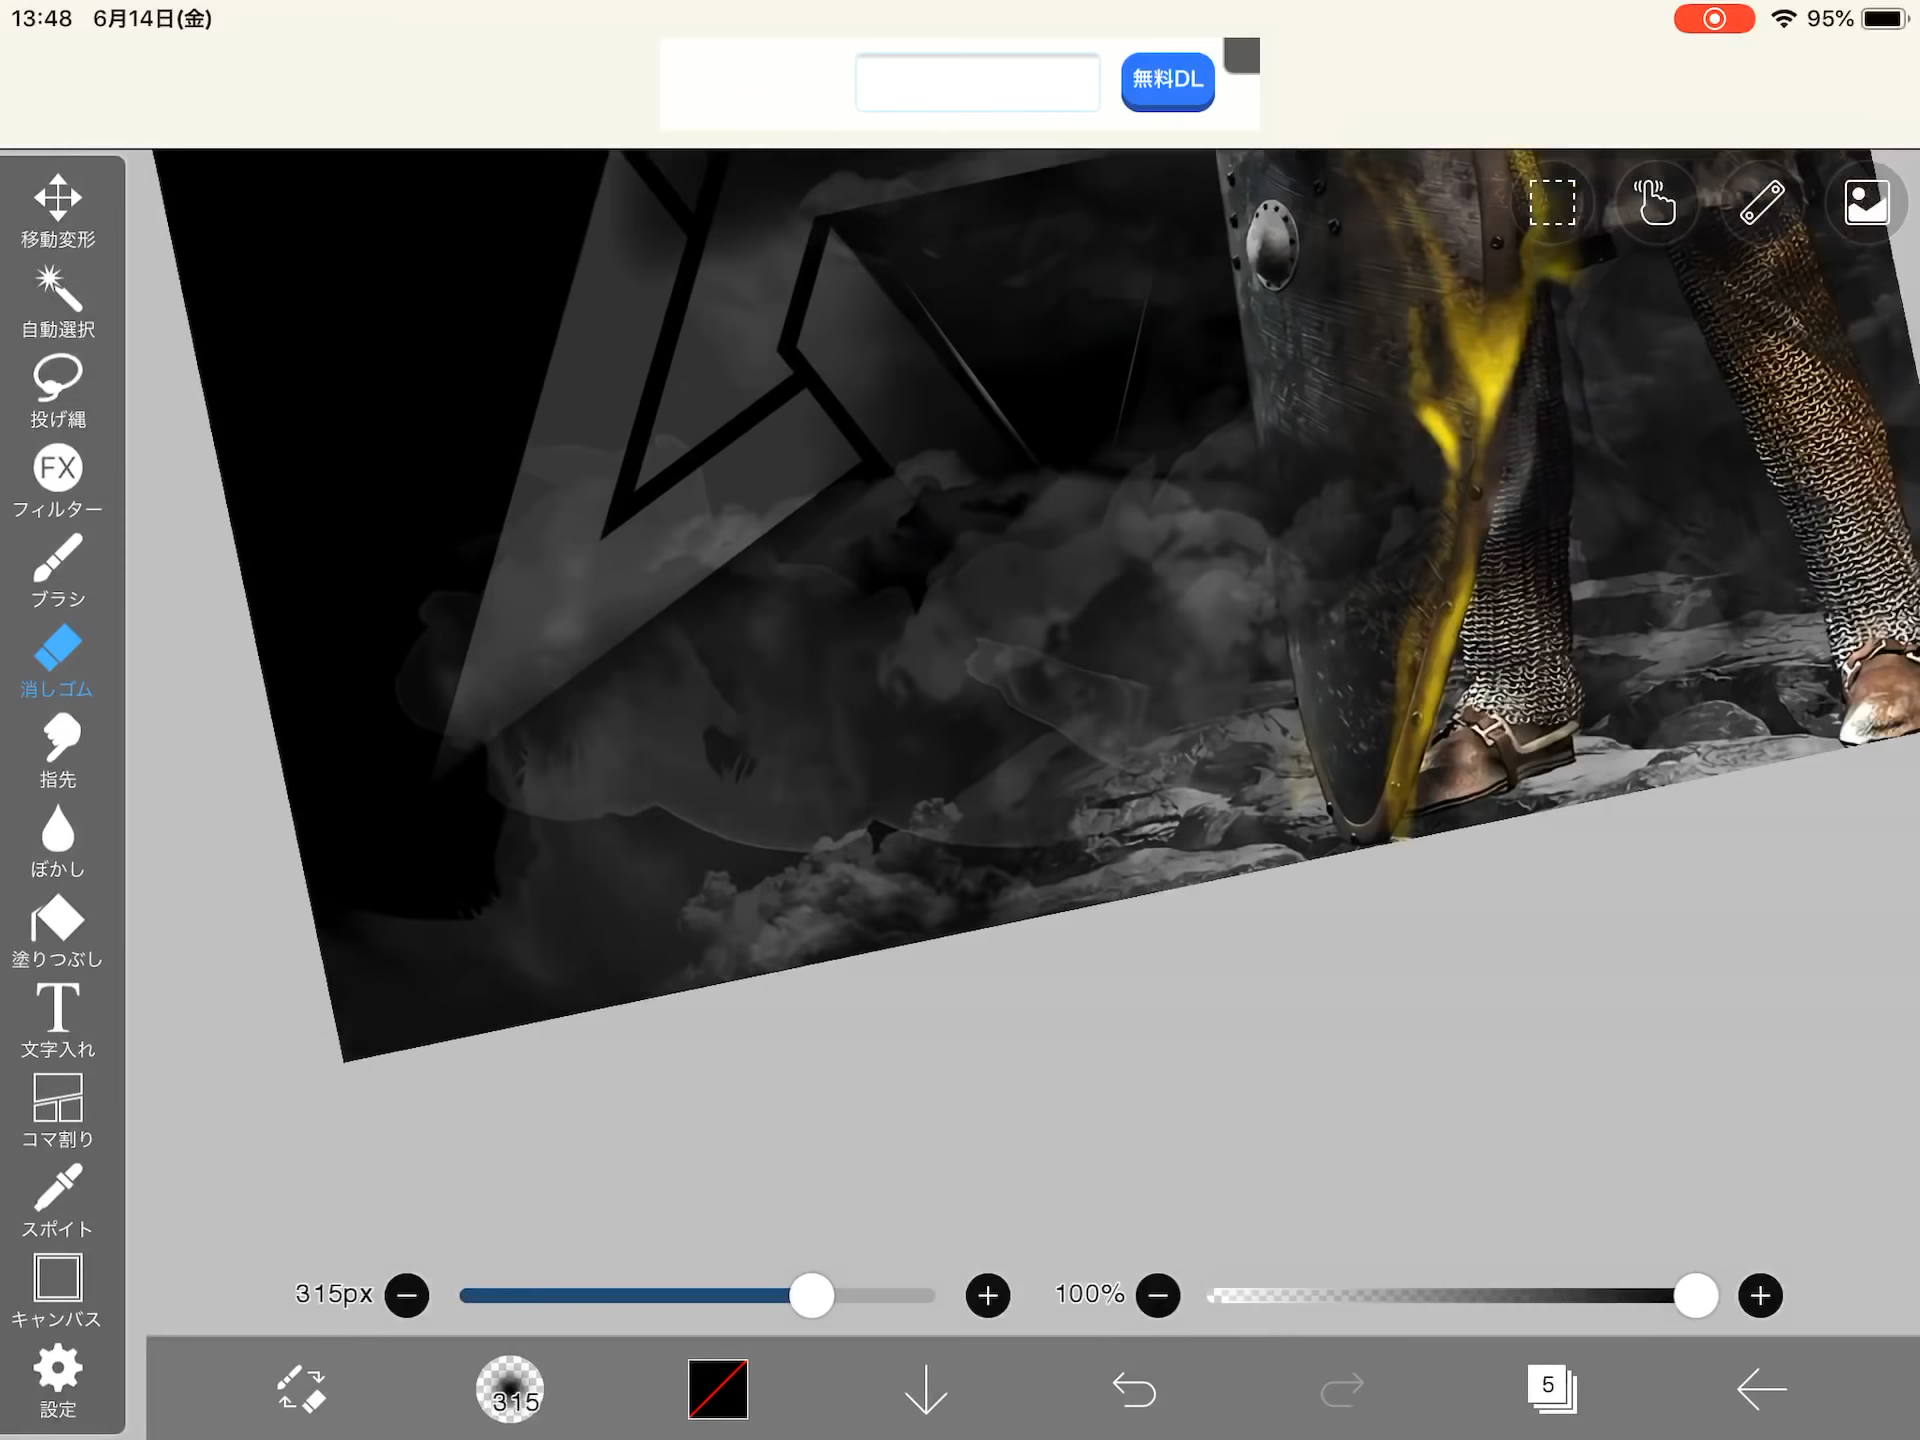 13:48 6月14日(金)
95%
無料DL
移動変形
自動選択
投げ縄
FX
フィルター
ブラシ
消しゴム
指先
ぼかし
塗りつぶし
T
文字入れ
コマ割り
スポイト
キャンバス
設定
315px
100%
315
5